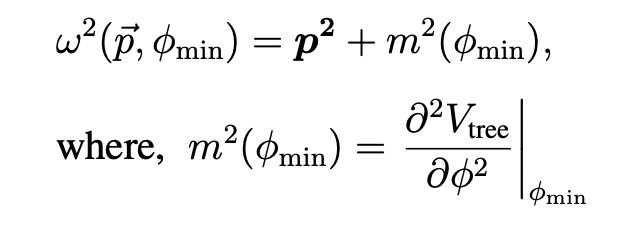 ω²(p⃗, ϕ_min) = p² + m²(ϕ_min),
where, m²(ϕ_min) = ∂²V_tree / ∂ϕ² |_ϕ_min